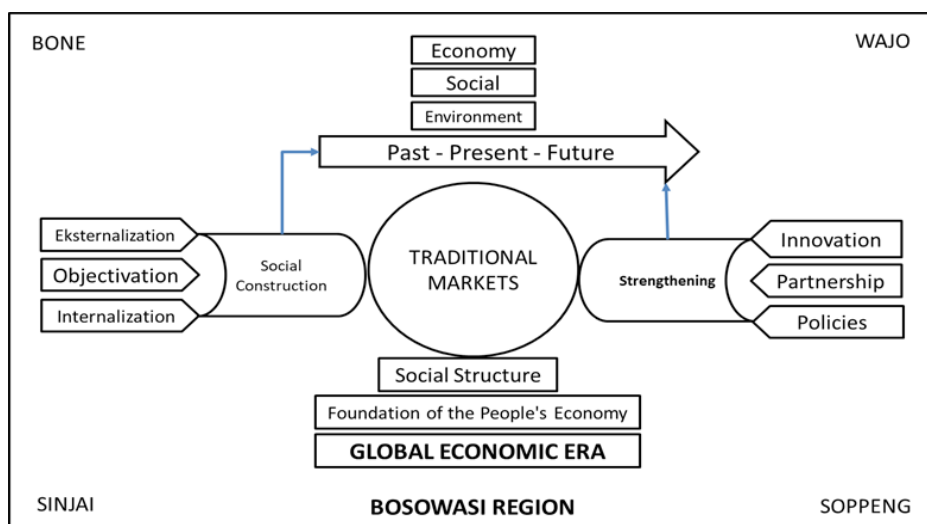 BONE
WAJO
Economy
Social
Environment
Past - Present - Future
Eksternalization
Objectivation
Internalization
Social
Construction
TRADITIONAL
MARKETS
Strengthening
Innovation
Partnership
Policies
Social Structure
Foundation of the People's Economy
GLOBAL ECONOMIC ERA
SINJAI
BOSOWASI REGION
SOPPENG